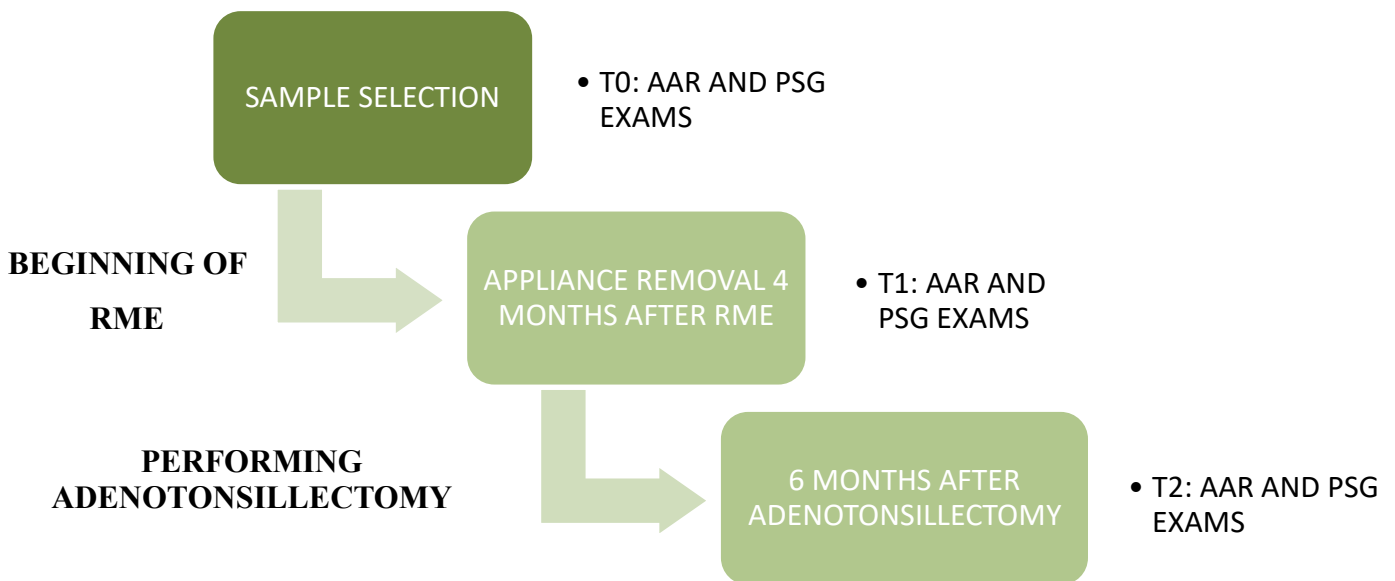 SAMPLE SELECTION
• T0: AAR AND PSG
EXAMS
BEGINNING OF
RME
APPLIANCE REMOVAL 4
MONTHS AFTER RME
• T1: AAR AND
PSG EXAMS
PERFORMING
ADENOTONSILLECTOMY
6 MONTHS AFTER
ADENOTONSILLECTOMY
• T2: AAR AND PSG
EXAMS